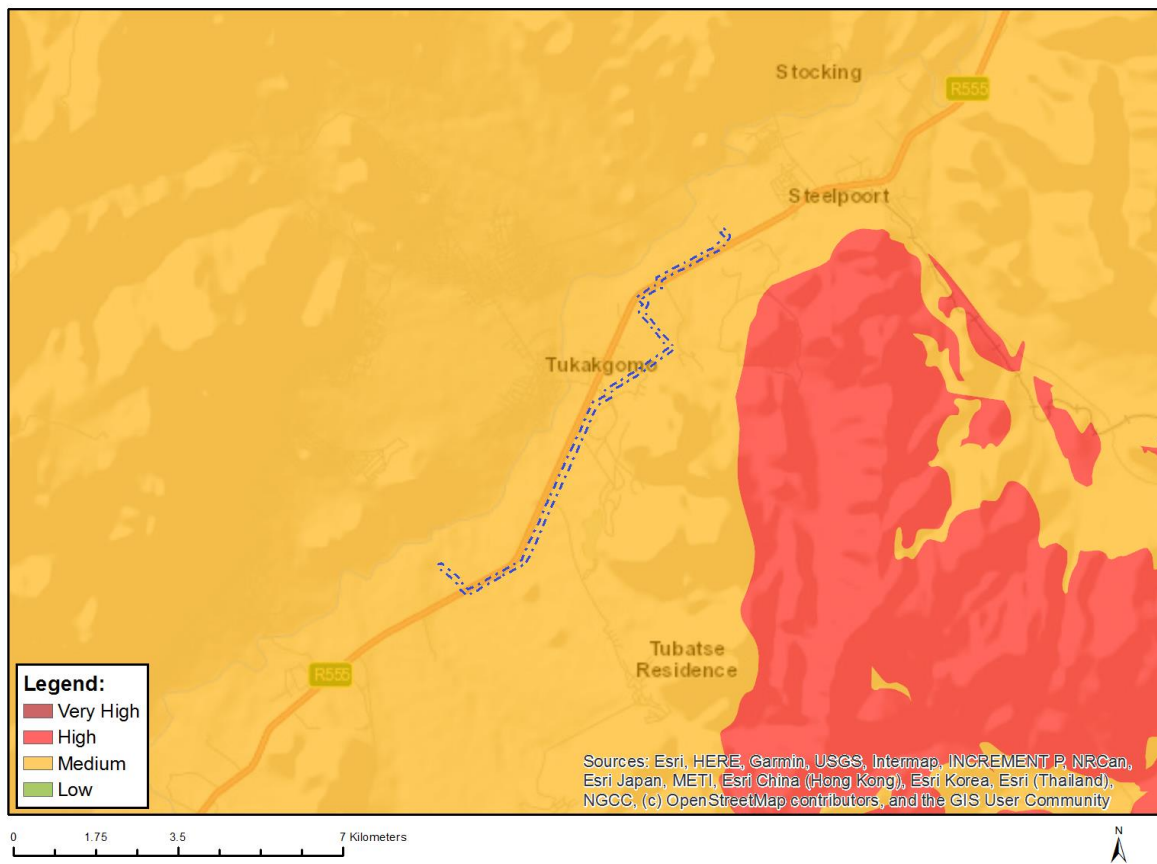 Stocking
R555
Steelpoort
Tukakgomo
Tubatse
Residence
R555
Legend:
Very High
High
Medium
Low
Sources: Esri, HERE, Garmin, USGS, Intermap, INCREMENT P, NRCan,
Esri Japan, METI, Esri China (Hong Kong), Esri Korea, Esri (Thailand),
NGCC, (c) OpenStreetMap contributors, and the GIS User Community
0 1.75 3.5 7 Kilometers
N